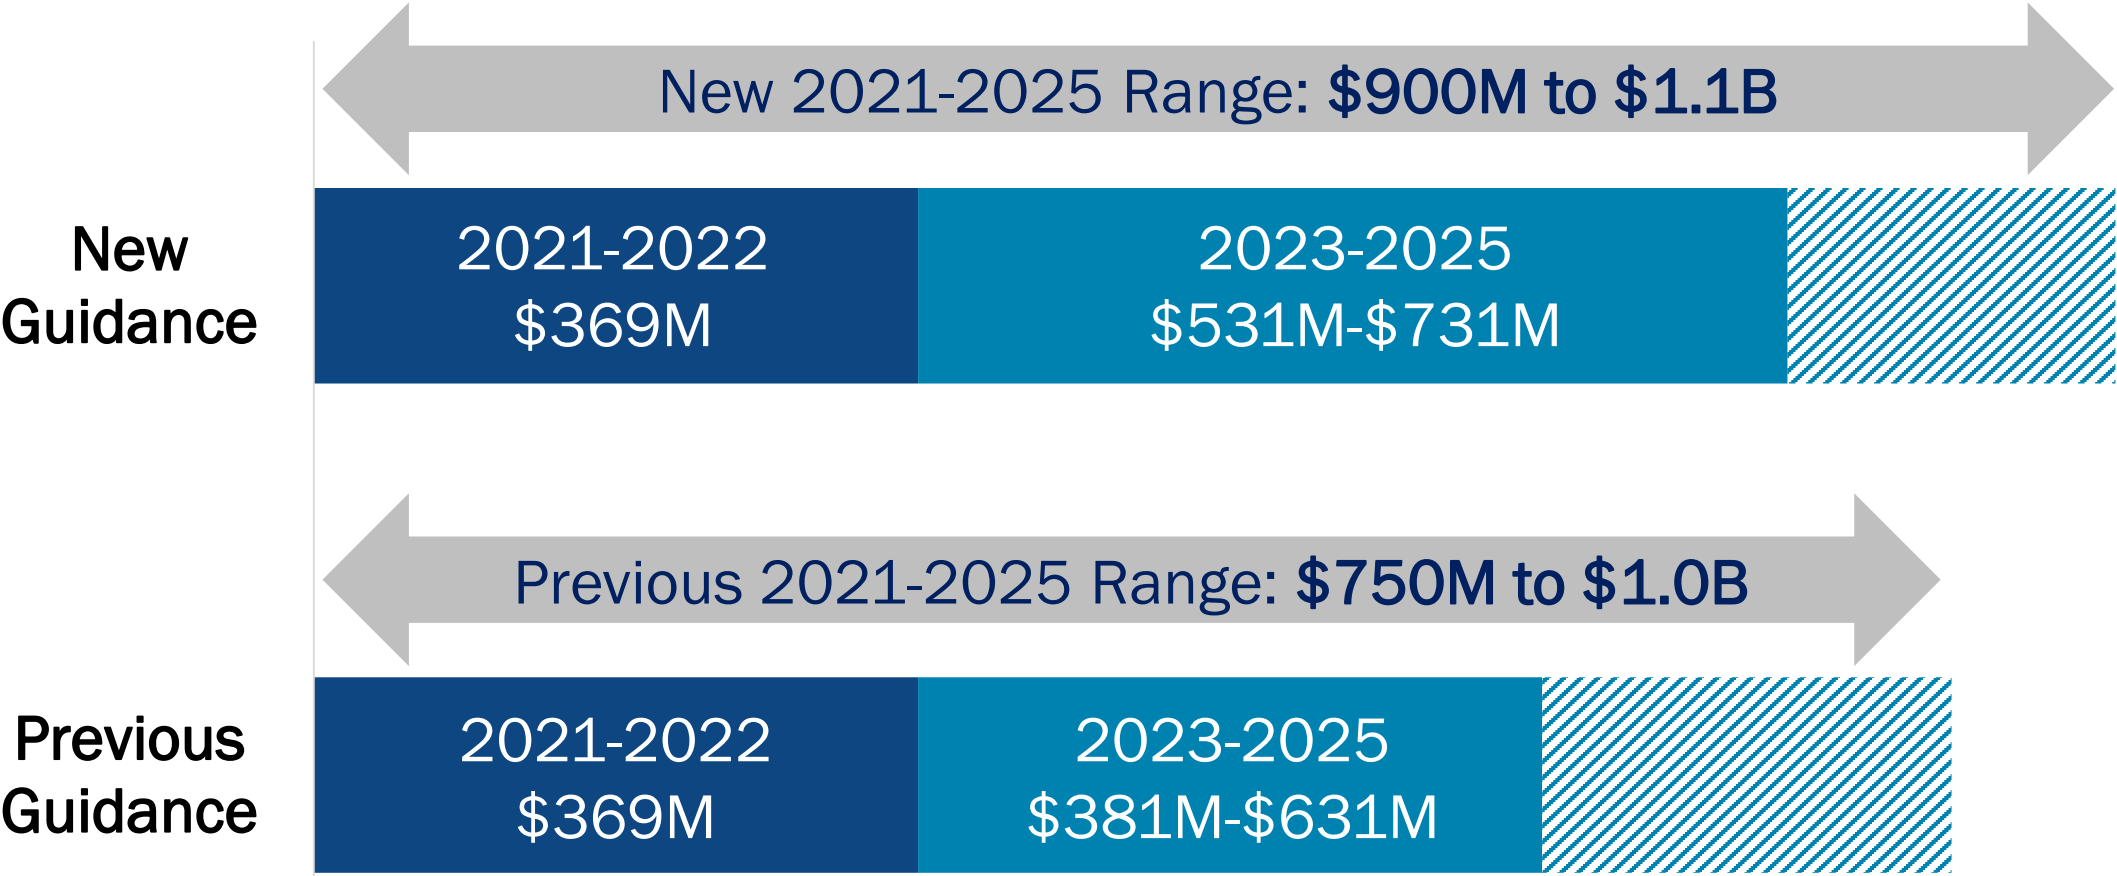 New 2021-2025 Range: $900M to $1.1B
New
Guidance
2021-2022
$369M
2023-2025
$531M-$731M
Previous 2021-2025 Range: $750M to $1.0B
Previous
Guidance
2021-2022
$369M
2023-2025
$381M-$631M